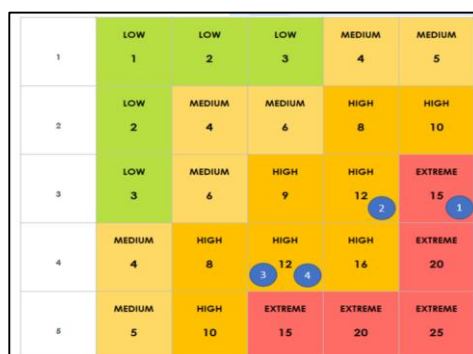 LOW LOW LOW MEDIUM MEDIUM
1 1 2 3 4 5
LOW MEDIUM MEDIUM HIGH HIGH
2 2 4 6 8 10
LOW MEDIUM HIGH HIGH EXTREME
3 3 6 9 12 15
2 1
MEDIUM HIGH HIGH HIGH EXTREME
4 4 8 12 16 20
3 4
MEDIUM HIGH EXTREME EXTREME EXTREME
5 5 10 15 20 25